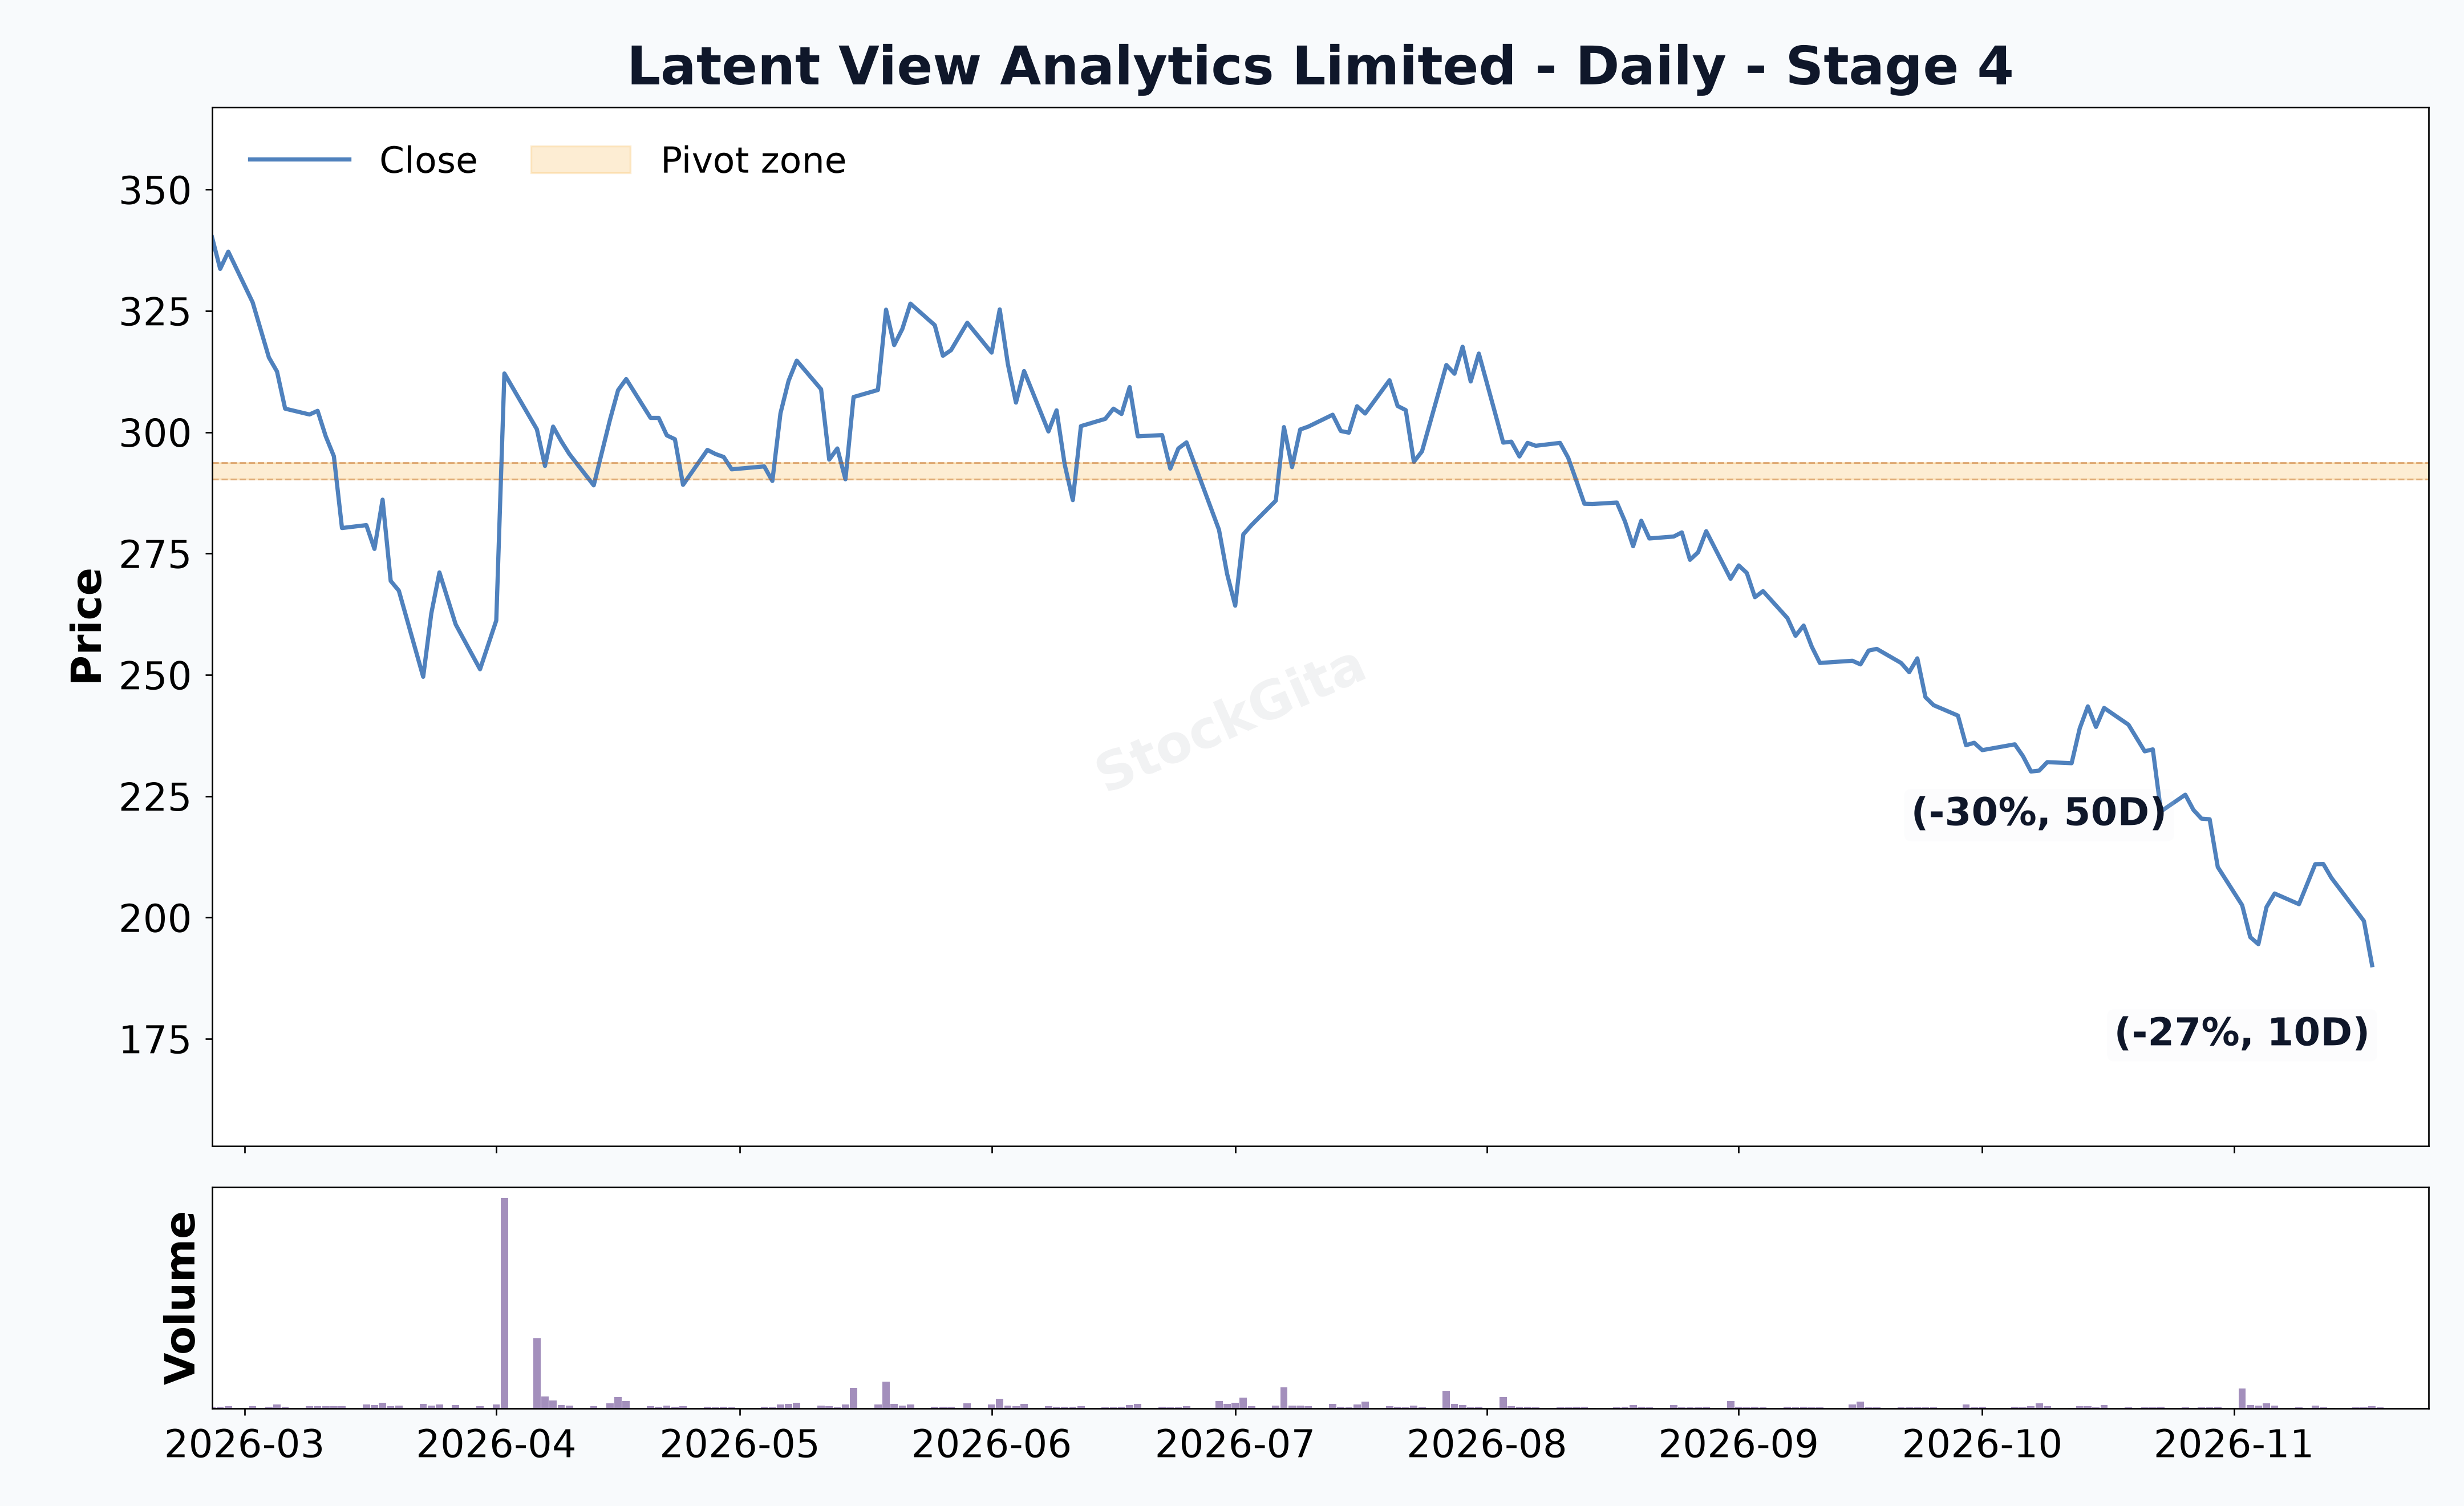 Latent View Analytics Limited - Daily - Stage 4
Close
Pivot zone
350
325
300
275
250
225
200
175
Price
StockGita
(-30%, 50D)
(-27%, 10D)
Volume
2026-03
2026-04
2026-05
2026-06
2026-07
2026-08
2026-09
2026-10
2026-11